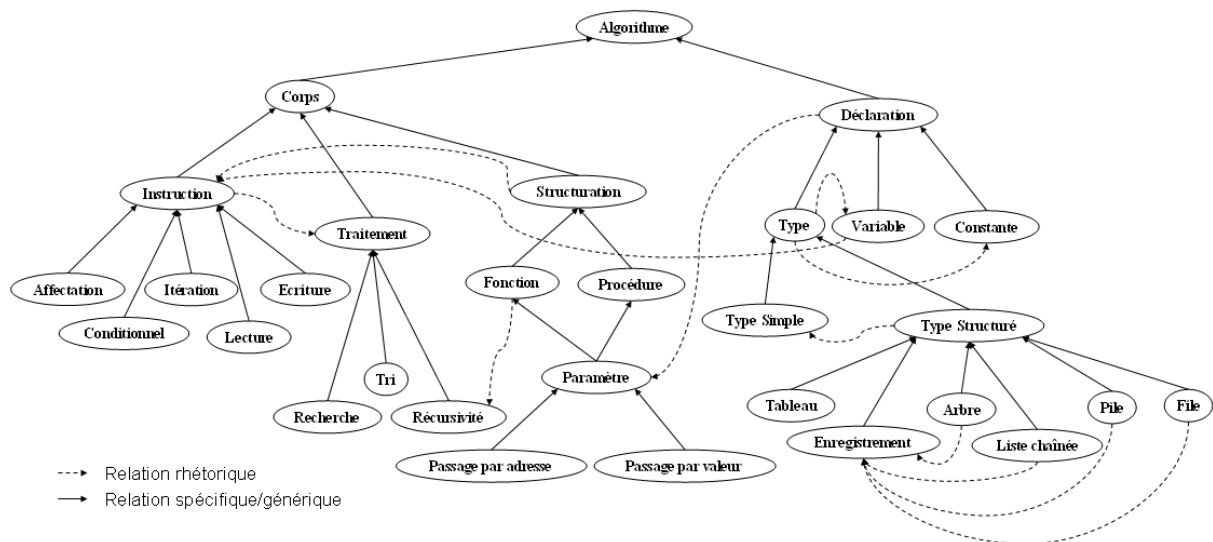 Algorithme
Corps
Déclaration
Instruction
Structuration
Type
Variable
Constante
Traitement
Affectation
Itération
Ecriture
Fonction
Procédure
Conditionnel
Lecture
Type Simple
Type Structuré
Tri
Paramètre
Recherche
Récursivité
Tableau
Arbre
Pile
File
Enregistrement
Liste chaînée
Passage par adresse
Passage par valeur
Relation rhétorique
Relation spécifique/générique